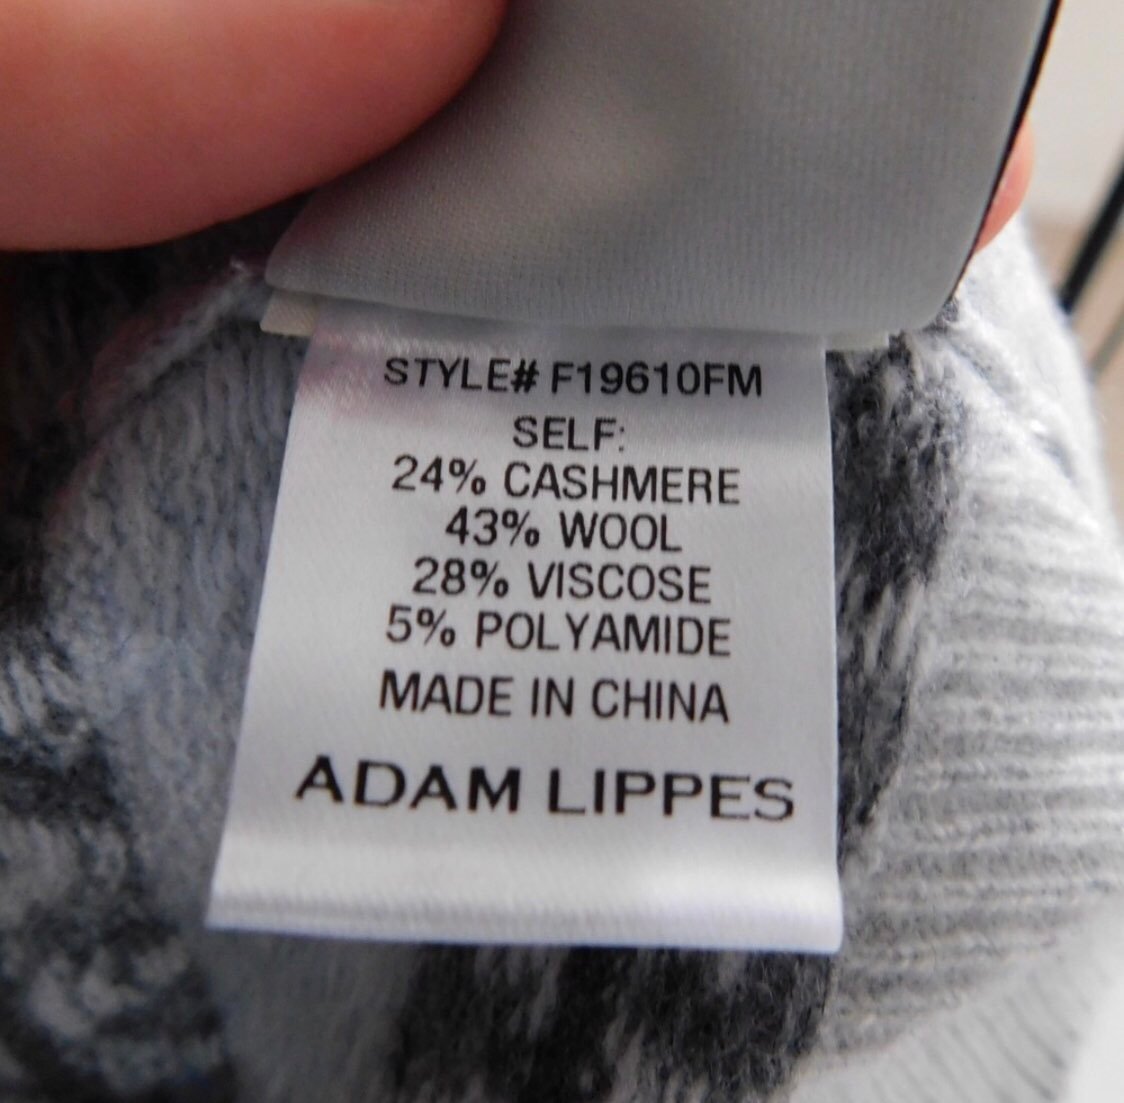 STYLE# F19610FM
SELF:
24% CASHMERE
43% WOOL
28% VISCOSE
5% POLYAMIDE
MADE IN CHINA
ADAM LIPPES